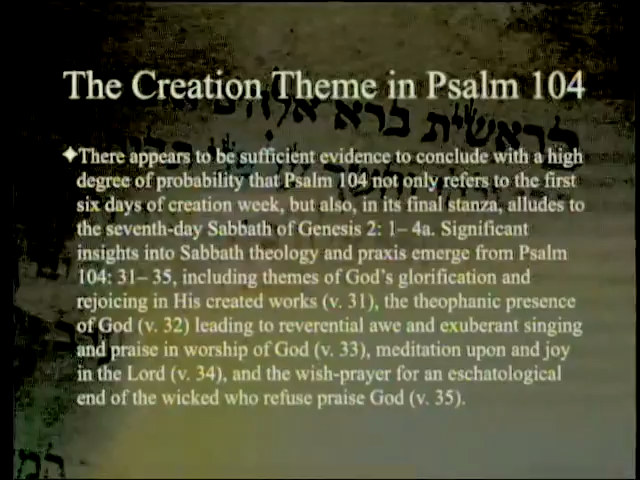 The Creation Theme in Psalm 104
בראשית ברא אלהים
✦There appears to be sufficient evidence to conclude with a high
degree of probability that Psalm 104 not only refers to the first
six days of creation week, but also, in its final stanza, alludes to
the seventh-day Sabbath of Genesis 2: 1– 4a. Significant
insights into Sabbath theology and praxis emerge from Psalm
104: 31– 35, including themes of God's glorification and
rejoicing in His created works (v. 31), the theophanic presence
of God (v. 32) leading to reverential awe and exuberant singing
and praise in worship of God (v. 33), meditation upon and joy
in the Lord (v. 34), and the wish-prayer for an eschatological
end of the wicked who refuse praise God (v. 35).